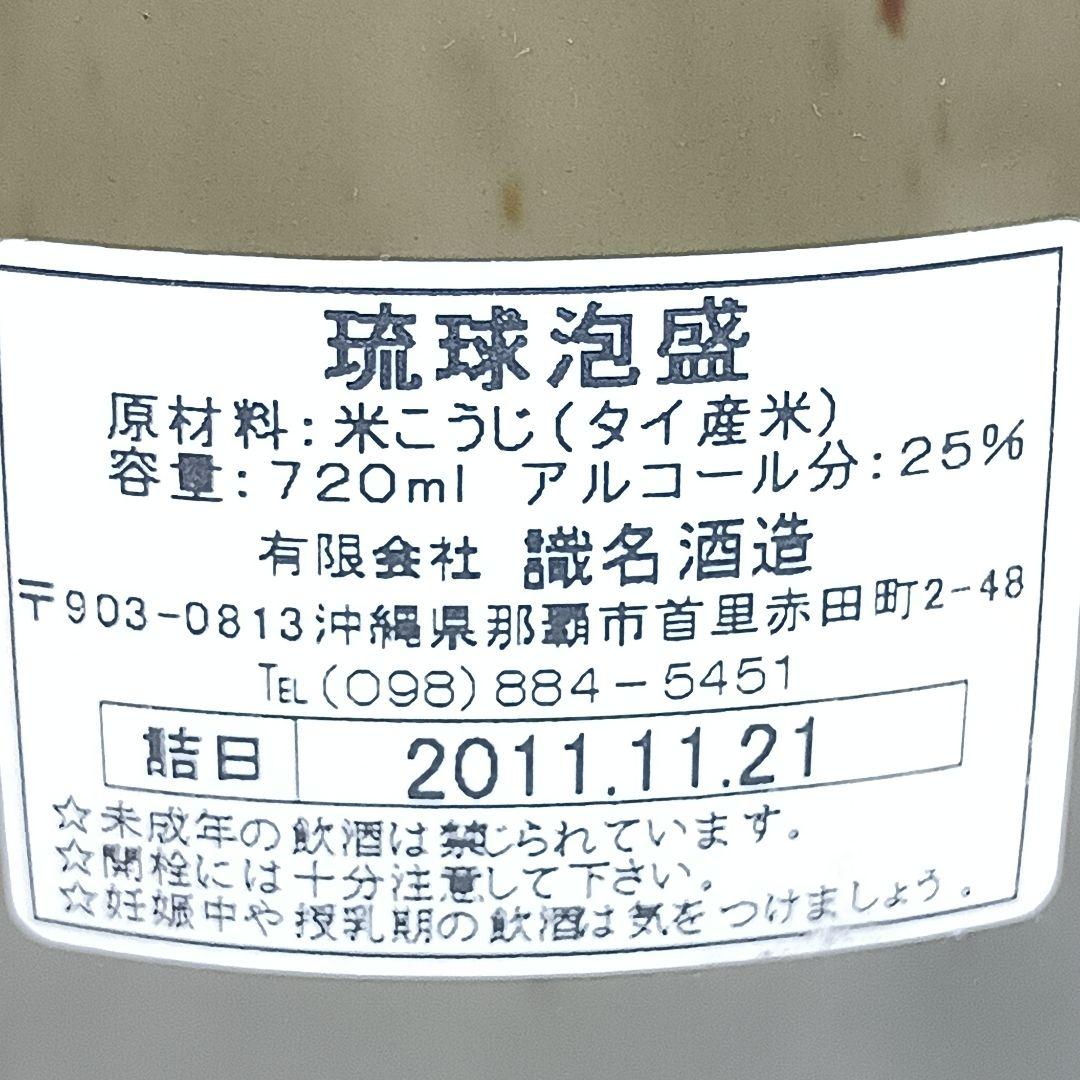 琉球泡盛
原材料:米こうじ(タイ産米)
容量:720ml アルコール分:25%
有限会社 識名酒造
〒903-0813沖縄県那覇市首里赤田町2-48
TEL(098)884-5451
詰日 2011.11.21
☆未成年の飲酒は禁じられています。
☆開栓には十分注意して下さい。
☆妊娠中や授乳期の飲酒は気をつけましょう。